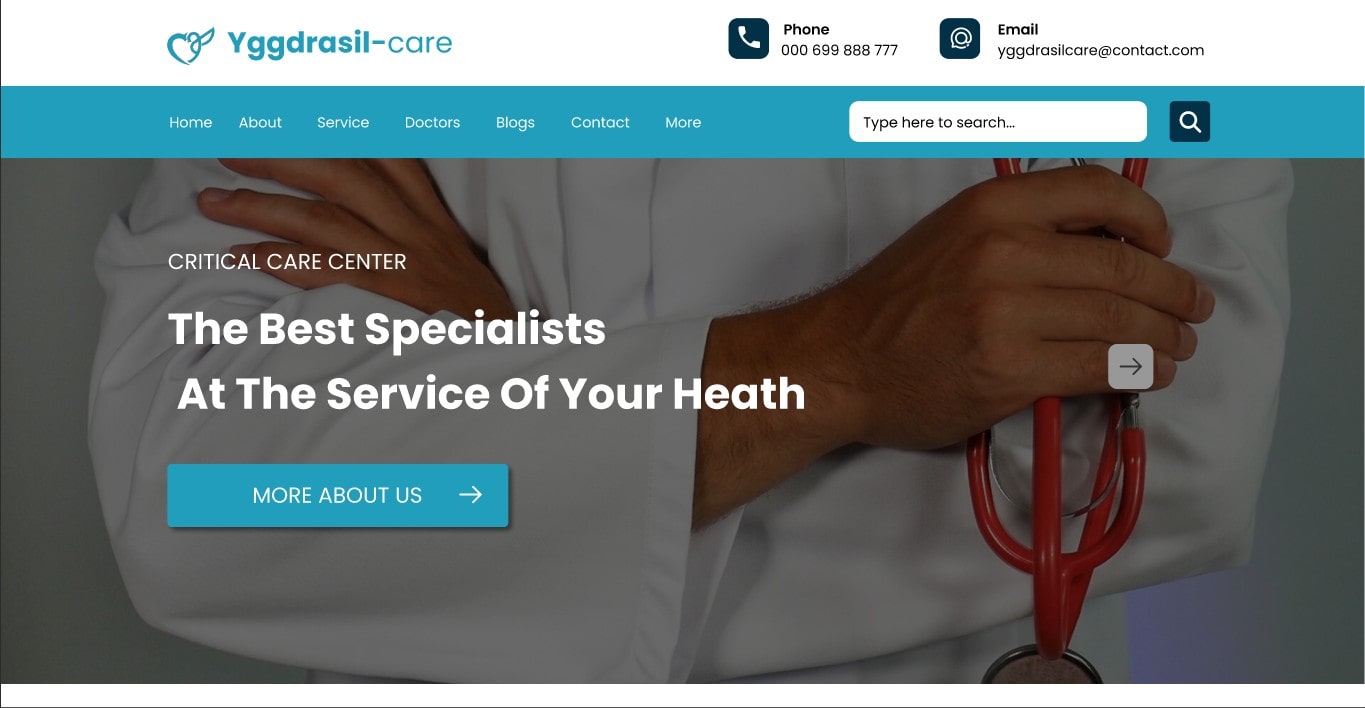 Yggdrasil-care
Phone
000 699 888 777
Email
yggdrasilcare@contact.com
Home About Service Doctors Blogs Contact More
Type here to search...
CRITICAL CARE CENTER
The Best Specialists
At The Service Of Your Heath
MORE ABOUT US